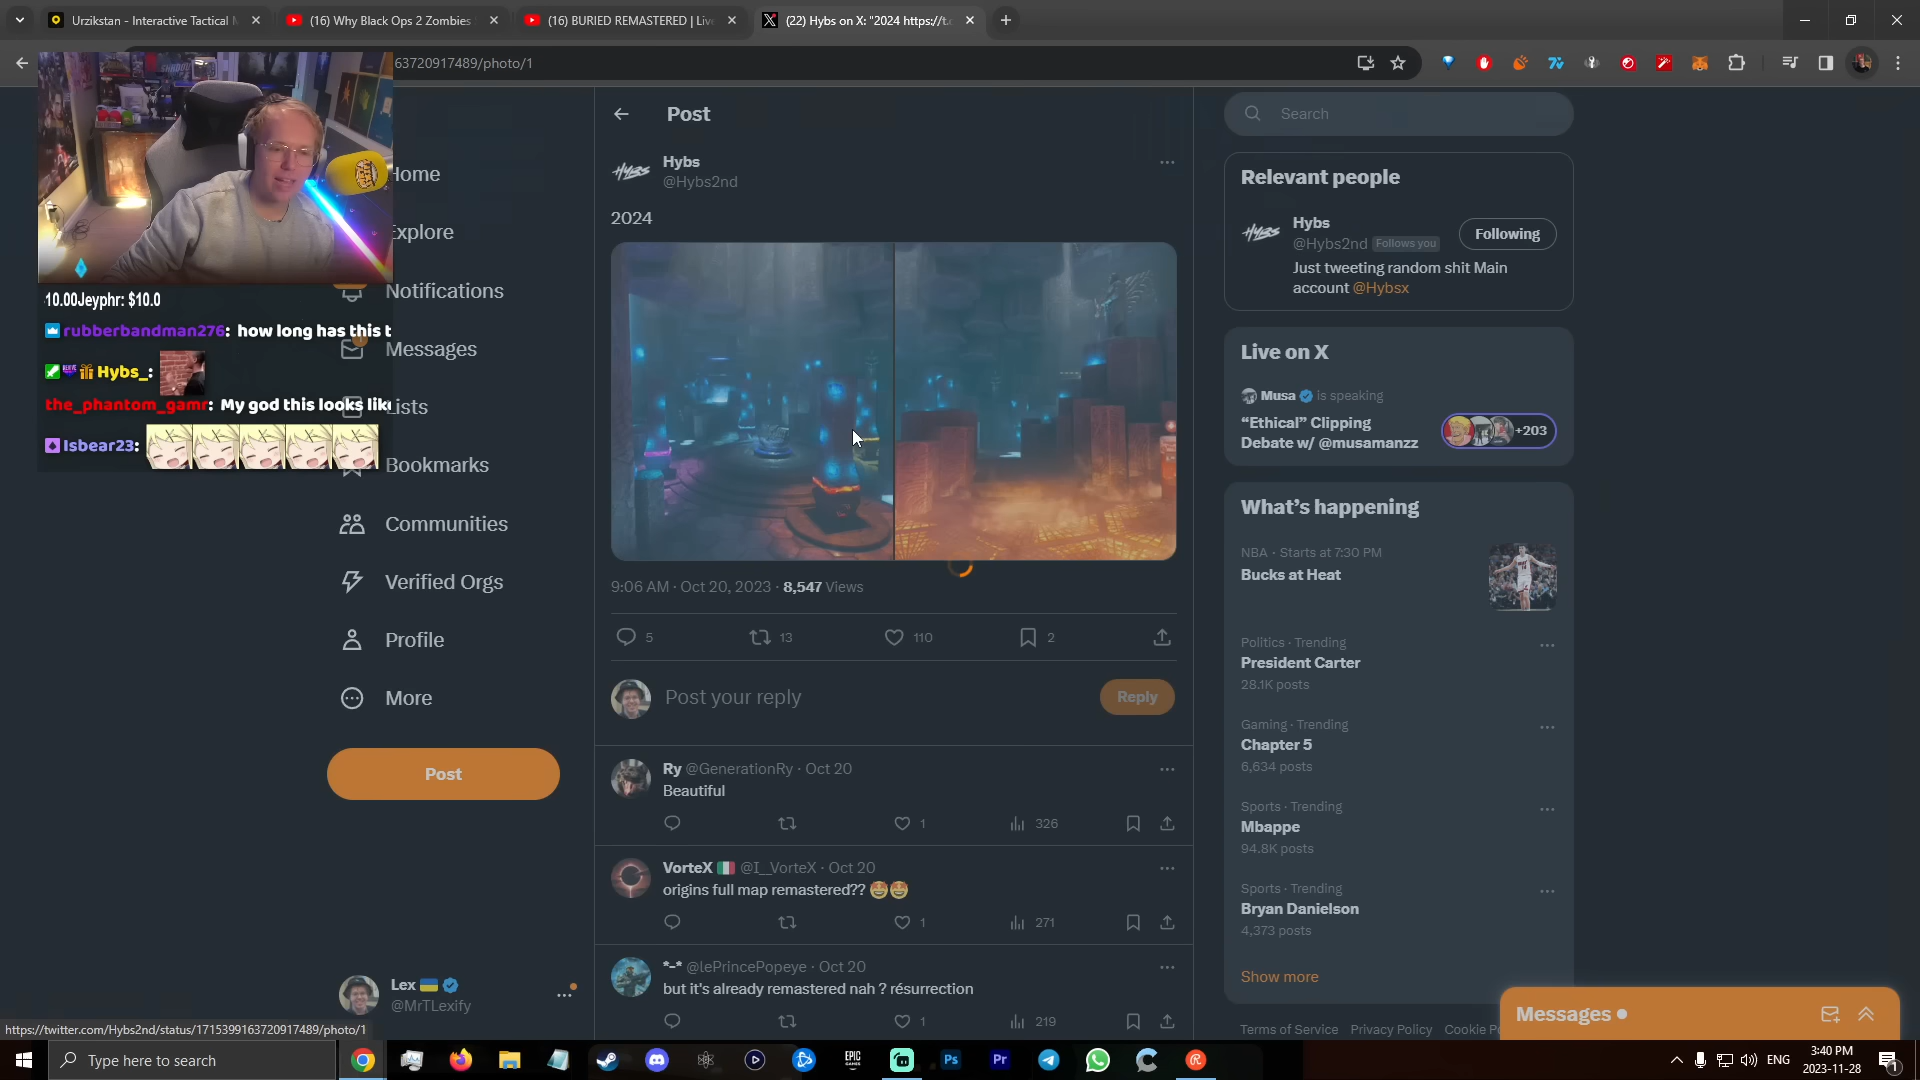 Urzikstan - Interactive Tactical M
(16) Why Black Ops 2 Zombies
(16) BURIED REMASTERED | Live
(22) Hybs on X: "2024 https://t.c
63720917489/photo/1
Home
Explore
Notifications
Messages
Lists
Bookmarks
Communities
Verified Orgs
Profile
More
Post
10.00Jeyphr: $10.0
rubberbandman276: how long has this t
Hybs_:
the_phantom_gamr: My god this looks lik
Isbear23:
Lex
@MrTLexify
Post
Hybs
@Hybs2nd
2024
9:06 AM · Oct 20, 2023 · 8,547 Views
5 13 110 2
Post your reply
Reply
Ry @GenerationRy · Oct 20
Beautiful
1 326
VorteX @I__VorteX · Oct 20
origins full map remastered?? 🤩🤩
1 271
*-* @lePrincePopeye · Oct 20
but it's already remastered nah ? résurrection
1 219
Search
Relevant people
Hybs
@Hybs2nd Follows you
Following
Just tweeting random shit Main
account @Hybsx
Live on X
Musa is speaking
“Ethical” Clipping
Debate w/ @musamanzz
+203
What’s happening
NBA · Starts at 7:30 PM
Bucks at Heat
Politics · Trending
President Carter
28.1K posts
Gaming · Trending
Chapter 5
6,634 posts
Sports · Trending
Mbappe
94.8K posts
Sports · Trending
Bryan Danielson
4,373 posts
Show more
Terms of Service Privacy Policy Cookie Po
Messages
https://twitter.com/Hybs2nd/status/1715399163720917489/photo/1
Type here to search
EPIC GAMES
Ps
Pr
ENG
3:40 PM
2023-11-28
1